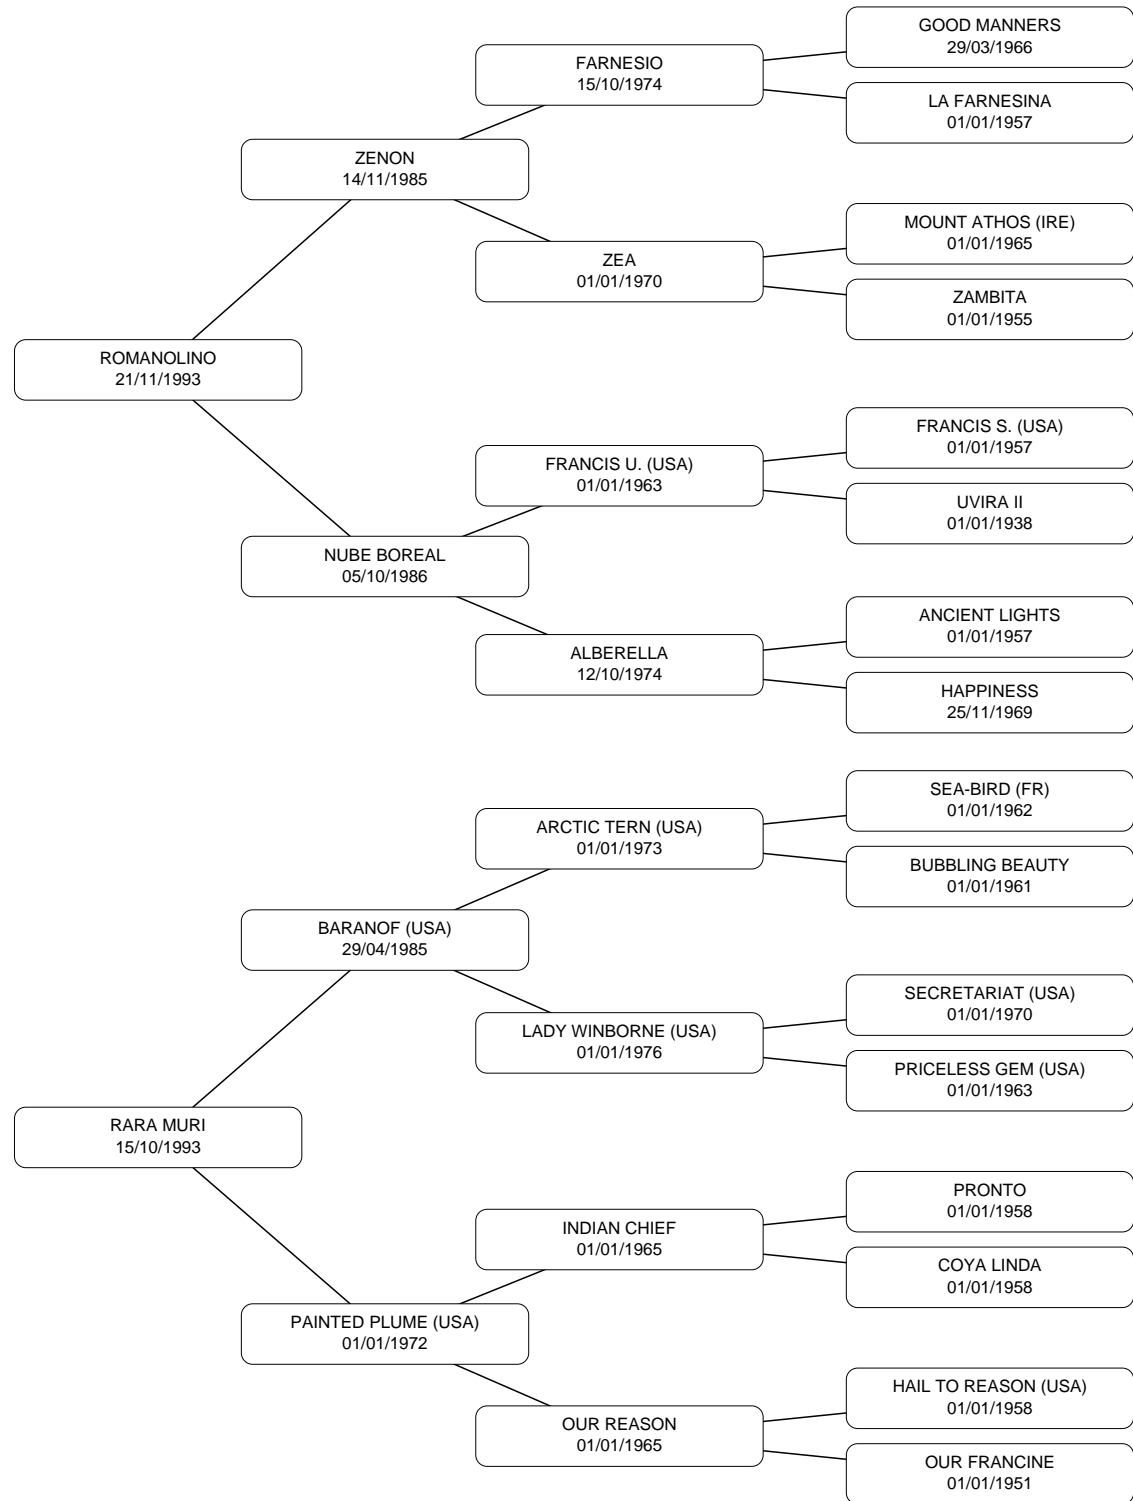 GOOD MANNERS
29/03/1966
FARNESIO
15/10/1974
LA FARNESINA
01/01/1957
ZENON
14/11/1985
MOUNT ATHOS (IRE)
01/01/1965
ZEA
01/01/1970
ZAMBITA
01/01/1955
ROMANOLINO
21/11/1993
FRANCIS S. (USA)
01/01/1957
FRANCIS U. (USA)
01/01/1963
UVIRA II
01/01/1938
NUBE BOREAL
05/10/1986
ANCIENT LIGHTS
01/01/1957
ALBERELLA
12/10/1974
HAPPINESS
25/11/1969
SEA-BIRD (FR)
01/01/1962
ARCTIC TERN (USA)
01/01/1973
BUBBLING BEAUTY
01/01/1961
BARANOF (USA)
29/04/1985
SECRETARIAT (USA)
01/01/1970
LADY WINBORNE (USA)
01/01/1976
PRICELESS GEM (USA)
01/01/1963
RARA MURI
15/10/1993
PRONTO
01/01/1958
INDIAN CHIEF
01/01/1965
COYA LINDA
01/01/1958
PAINTED PLUME (USA)
01/01/1972
HAIL TO REASON (USA)
01/01/1958
OUR REASON
01/01/1965
OUR FRANCINE
01/01/1951